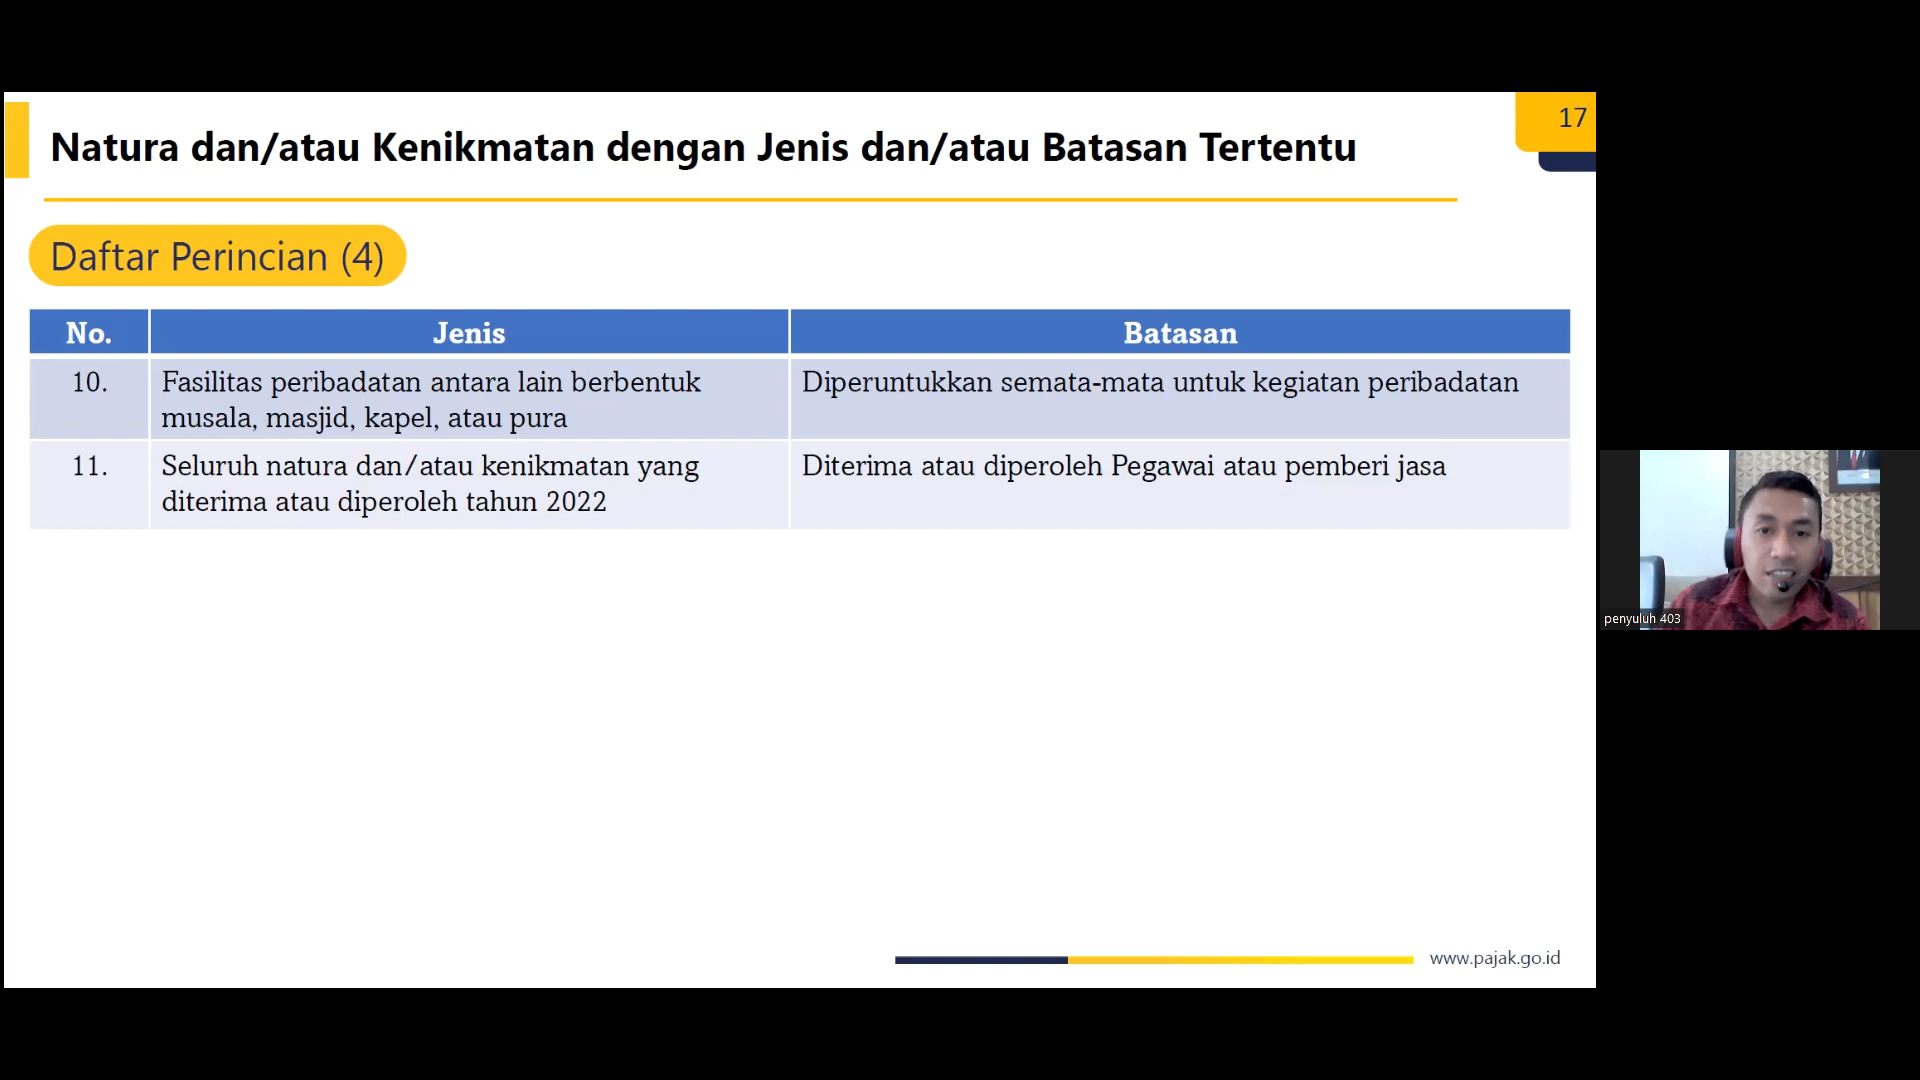 17
Natura dan/atau Kenikmatan dengan Jenis dan/atau Batasan Tertentu
Daftar Perincian (4)
No. Jenis Batasan
10. Fasilitas peribadatan antara lain berbentuk Diperuntukkan semata-mata untuk kegiatan peribadatan
musala, masjid, kapel, atau pura
11. Seluruh natura dan/atau kenikmatan yang Diterima atau diperoleh Pegawai atau pemberi jasa
diterima atau diperoleh tahun 2022
penyuluh 403
www.pajak.go.id